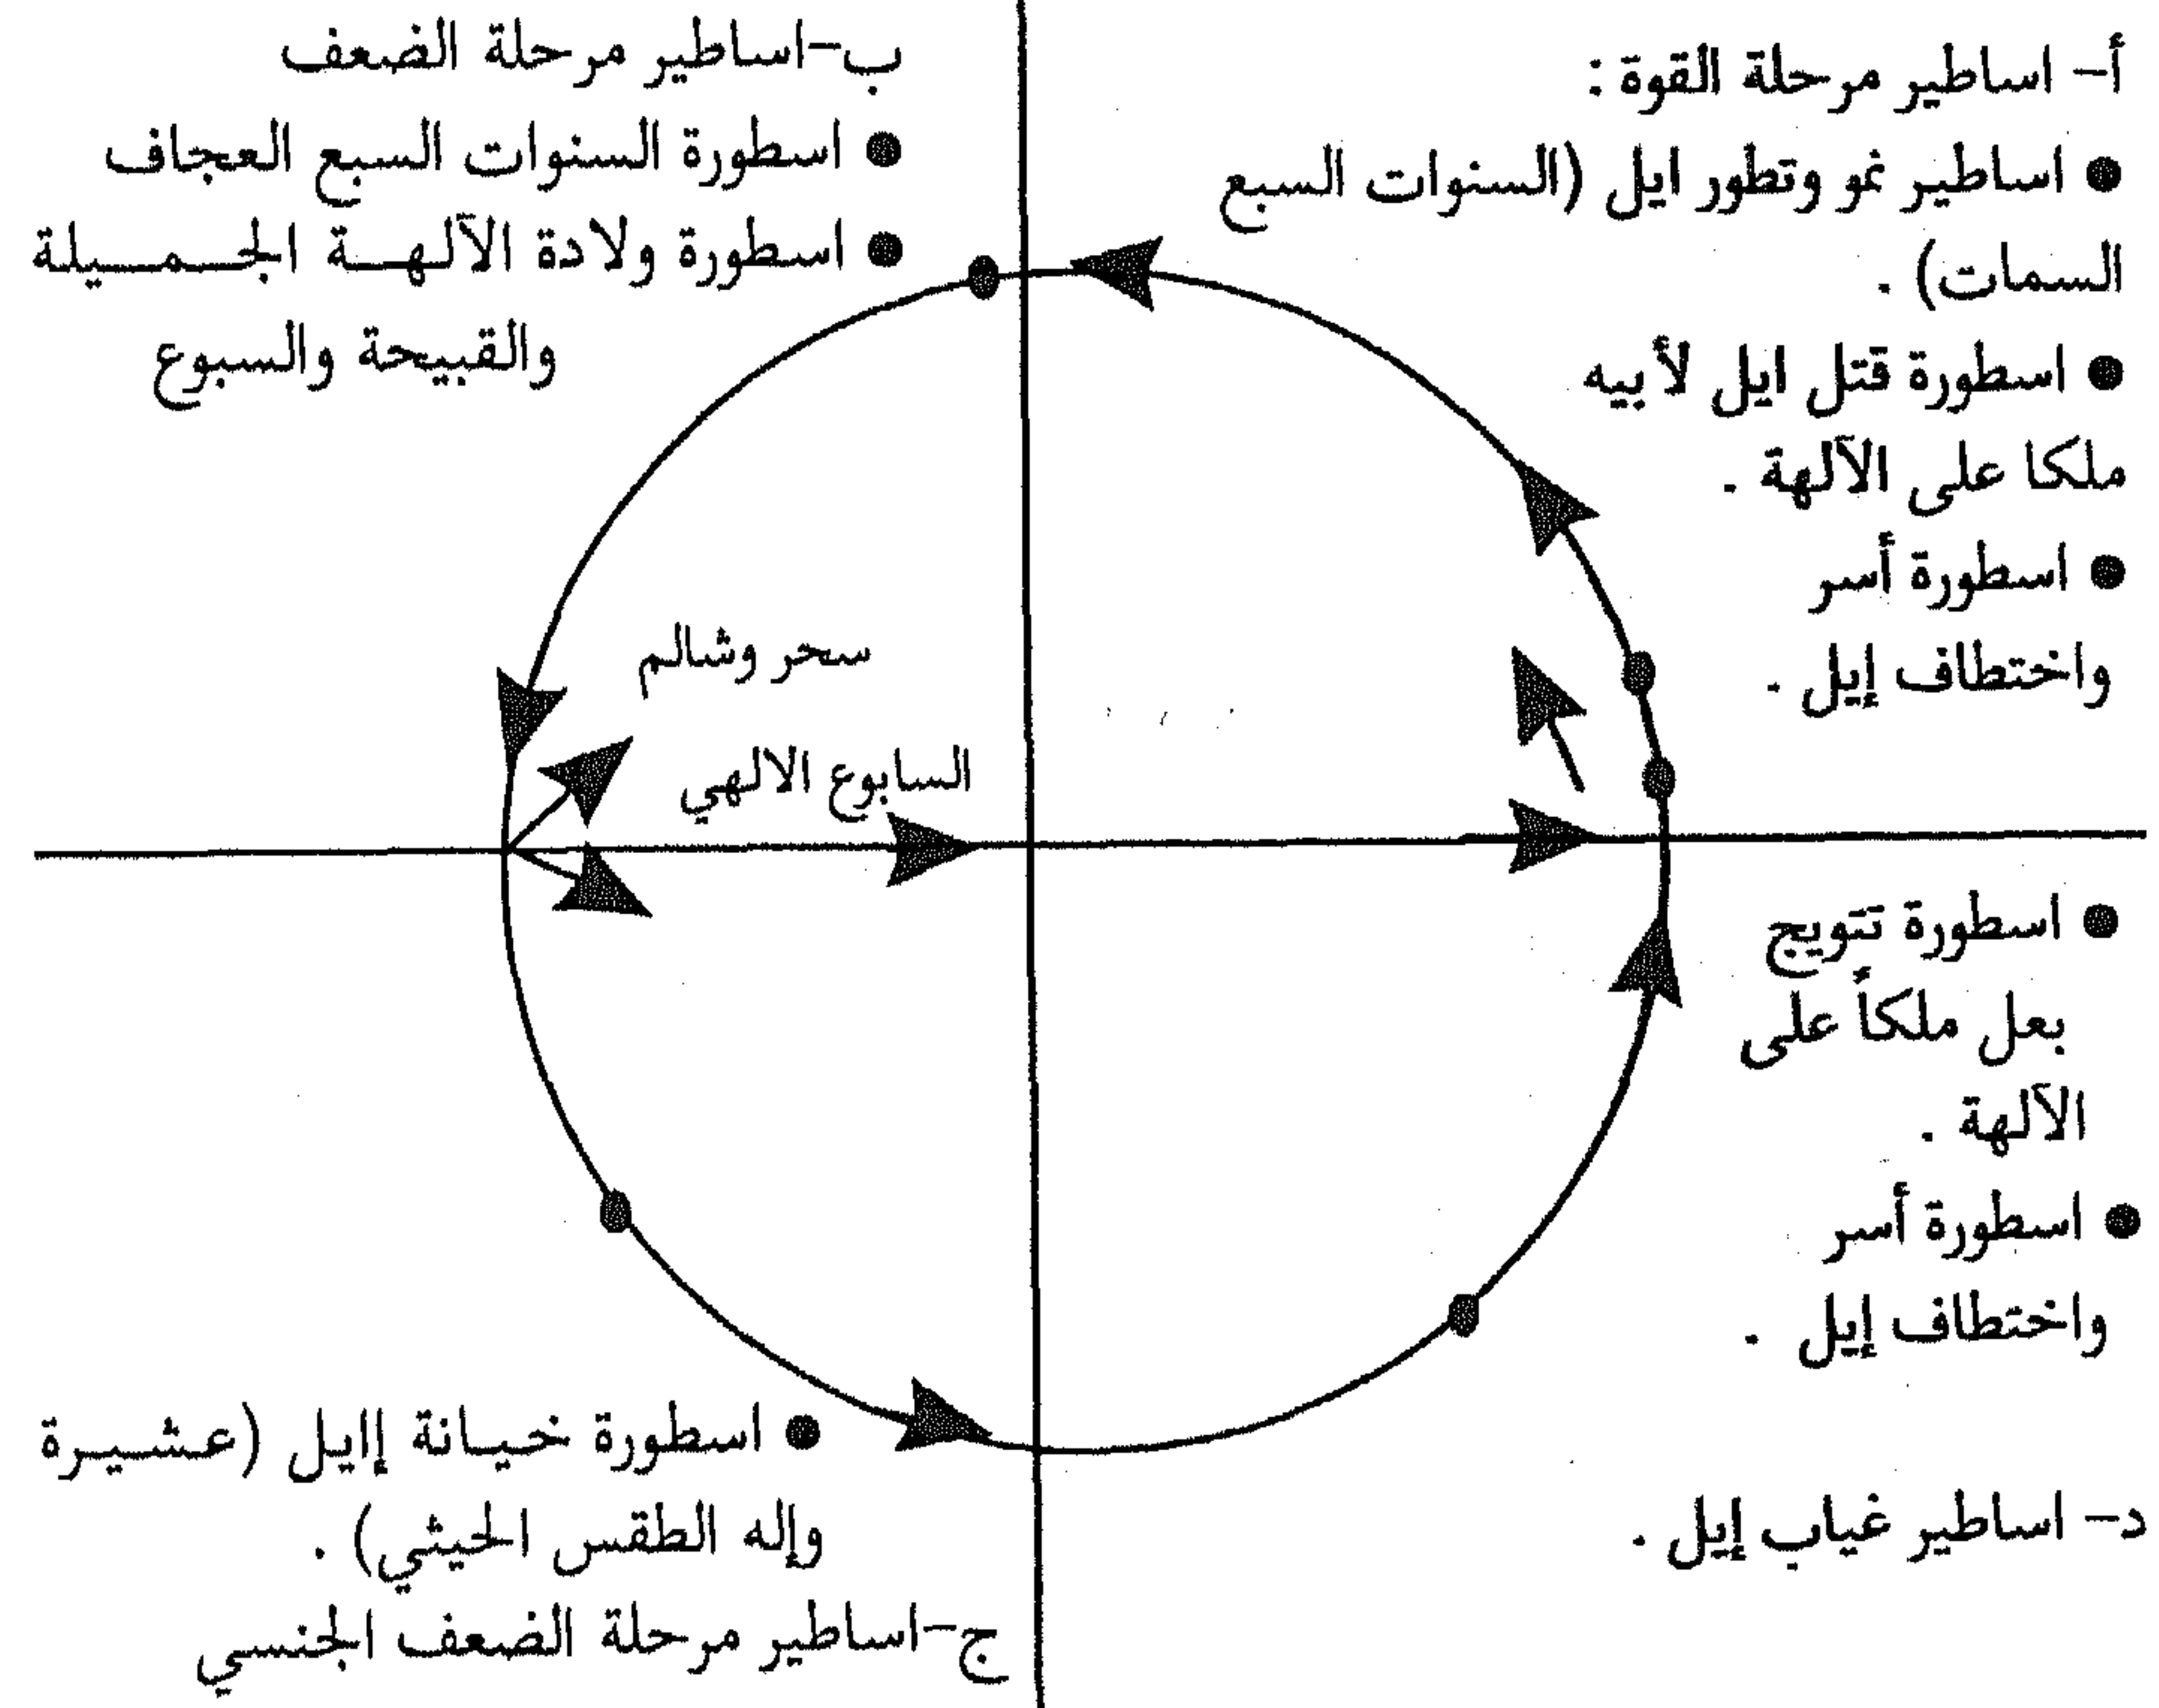 أ- اساطير مرحلة القوة :
● اساطير نمو وتطور ايل (السنوات السبع
السمات) .
● اسطورة قتل ايل لأبيه
ملكا على الآلهة .
● اسطورة أسر
واختطاف إيل .
ب-اساطير مرحلة الضعف
● اسطورة السنوات السبع العجاف
● اسطورة ولادة الآلهة الجميلة
والقبيحة والسبوع
سحر وشالم
السابوع الالهي
● اسطورة تتويج
بعل ملكاً على
الآلهة .
● اسطورة أسر
واختطاف إيل .
د- اساطير غياب إيل .
● اسطورة خيانة إايل (عشيرة
وإله الطقس الحيثي) .
ج-اساطير مرحلة الضعف الجنسي